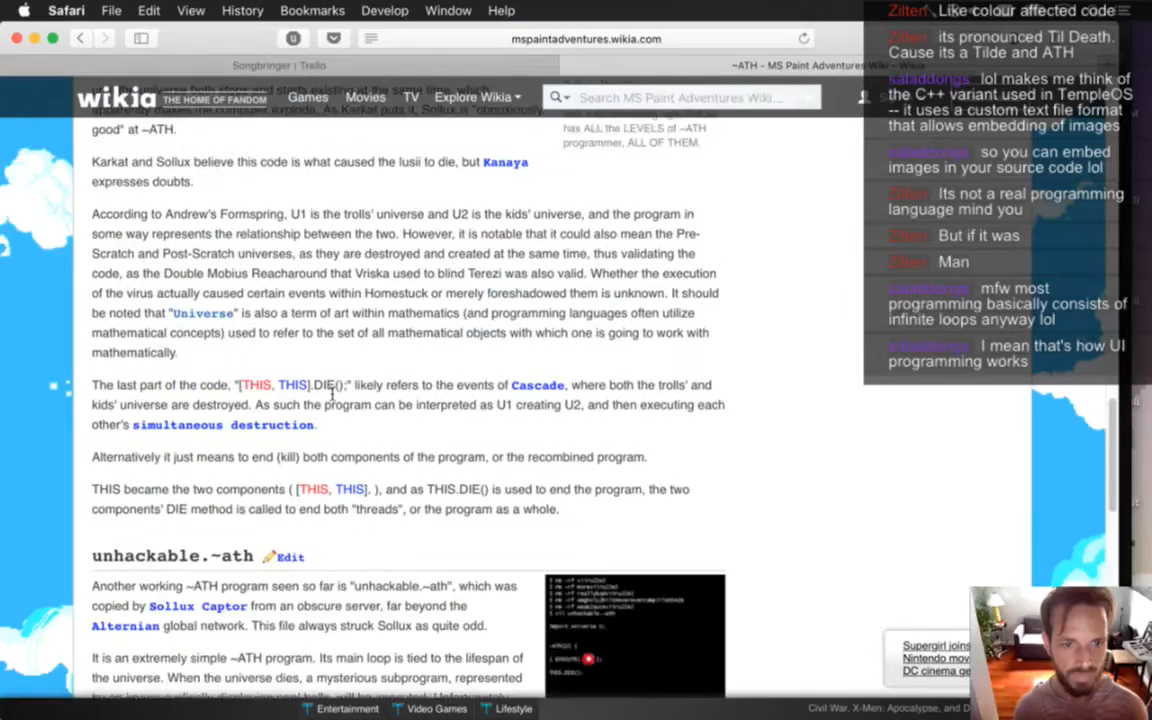 Safari File Edit View History Bookmarks Develop Window Help
mspaintadventures.wikia.com
Songbringer | Trello
~ATH - MS Paint Adventures Wiki - Wikia
wikia THE HOME OF FANDOM Games Movies TV Explore Wikia Search MS Paint Adventures Wiki...
good" at ~ATH.
has ALL the LEVELS of ~ATH
programmer, ALL OF THEM.
Karkat and Sollux believe this code is what caused the lusii to die, but Kanaya
expresses doubts.
According to Andrew's Formspring, U1 is the trolls' universe and U2 is the kids' universe, and the program in
some way represents the relationship between the two. However, it is notable that it could also mean the Pre-
Scratch and Post-Scratch universes, as they are destroyed and created at the same time, thus validating the
code, as the Double Mobius Reacharound that Vriska used to blind Terezi was also valid. Whether the execution
of the virus actually caused certain events within Homestuck or merely foreshadowed them is unknown. It should
be noted that "Universe" is also a term of art within mathematics (and programming languages often utilize
mathematical concepts) used to refer to the set of all mathematical objects with which one is going to work with
mathematically.
The last part of the code, "[THIS, THIS].DIE();" likely refers to the events of Cascade, where both the trolls' and
kids' universe are destroyed. As such the program can be interpreted as U1 creating U2, and then executing each
other's simultaneous destruction.
Alternatively it just means to end (kill) both components of the program, or the recombined program.
THIS became the two components ( [THIS, THIS]. ), and as THIS.DIE() is used to end the program, the two
components' DIE method is called to end both "threads", or the program as a whole.
unhackable.~ath Edit
Another working ~ATH program seen so far is "unhackable.~ath", which was
copied by Sollux Captor from an obscure server, far beyond the
Alternian global network. This file always struck Sollux as quite odd.
It is an extremely simple ~ATH program. Its main loop is tied to the lifespan of
the universe. When the universe dies, a mysterious subprogram, represented
Entertainment Video Games Lifestyle
Zilten Like colour affected code
Zilten its pronounced Til Death.
Cause its a Tilde and ATH
saladdongs lol makes me think of
the C++ variant used in TempleOS
-- it uses a custom text file format
that allows embedding of images
saladdongs so you can embed
images in your source code lol
Zilten Its not a real programming
language mind you
Zilten But if it was
Zilten Man
saladdongs mfw most
programming basically consists of
infinite loops anyway lol
saladdongs I mean that's how UI
programming works
Supergirl joins
Nintendo mov
DC cinema ge
Civil War, X-Men: Apocalypse, and D